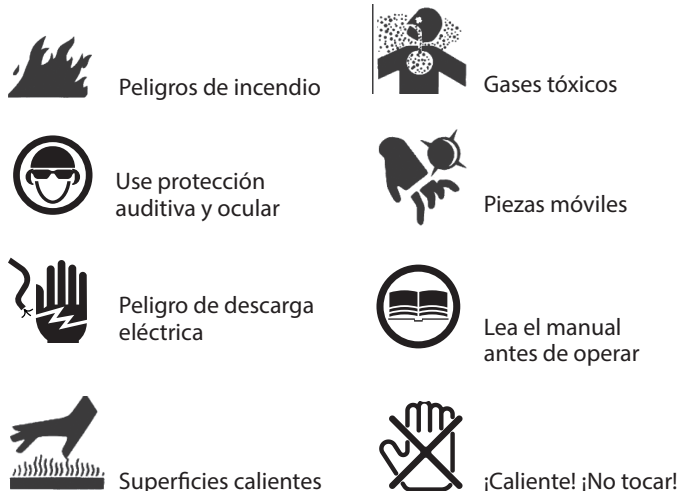 Peligros de incendio
Gases tóxicos
Use protección
auditiva y ocular
Piezas móviles
Peligro de descarga
eléctrica
Lea el manual
antes de operar
Superficies calientes
¡Caliente! ¡No tocar!